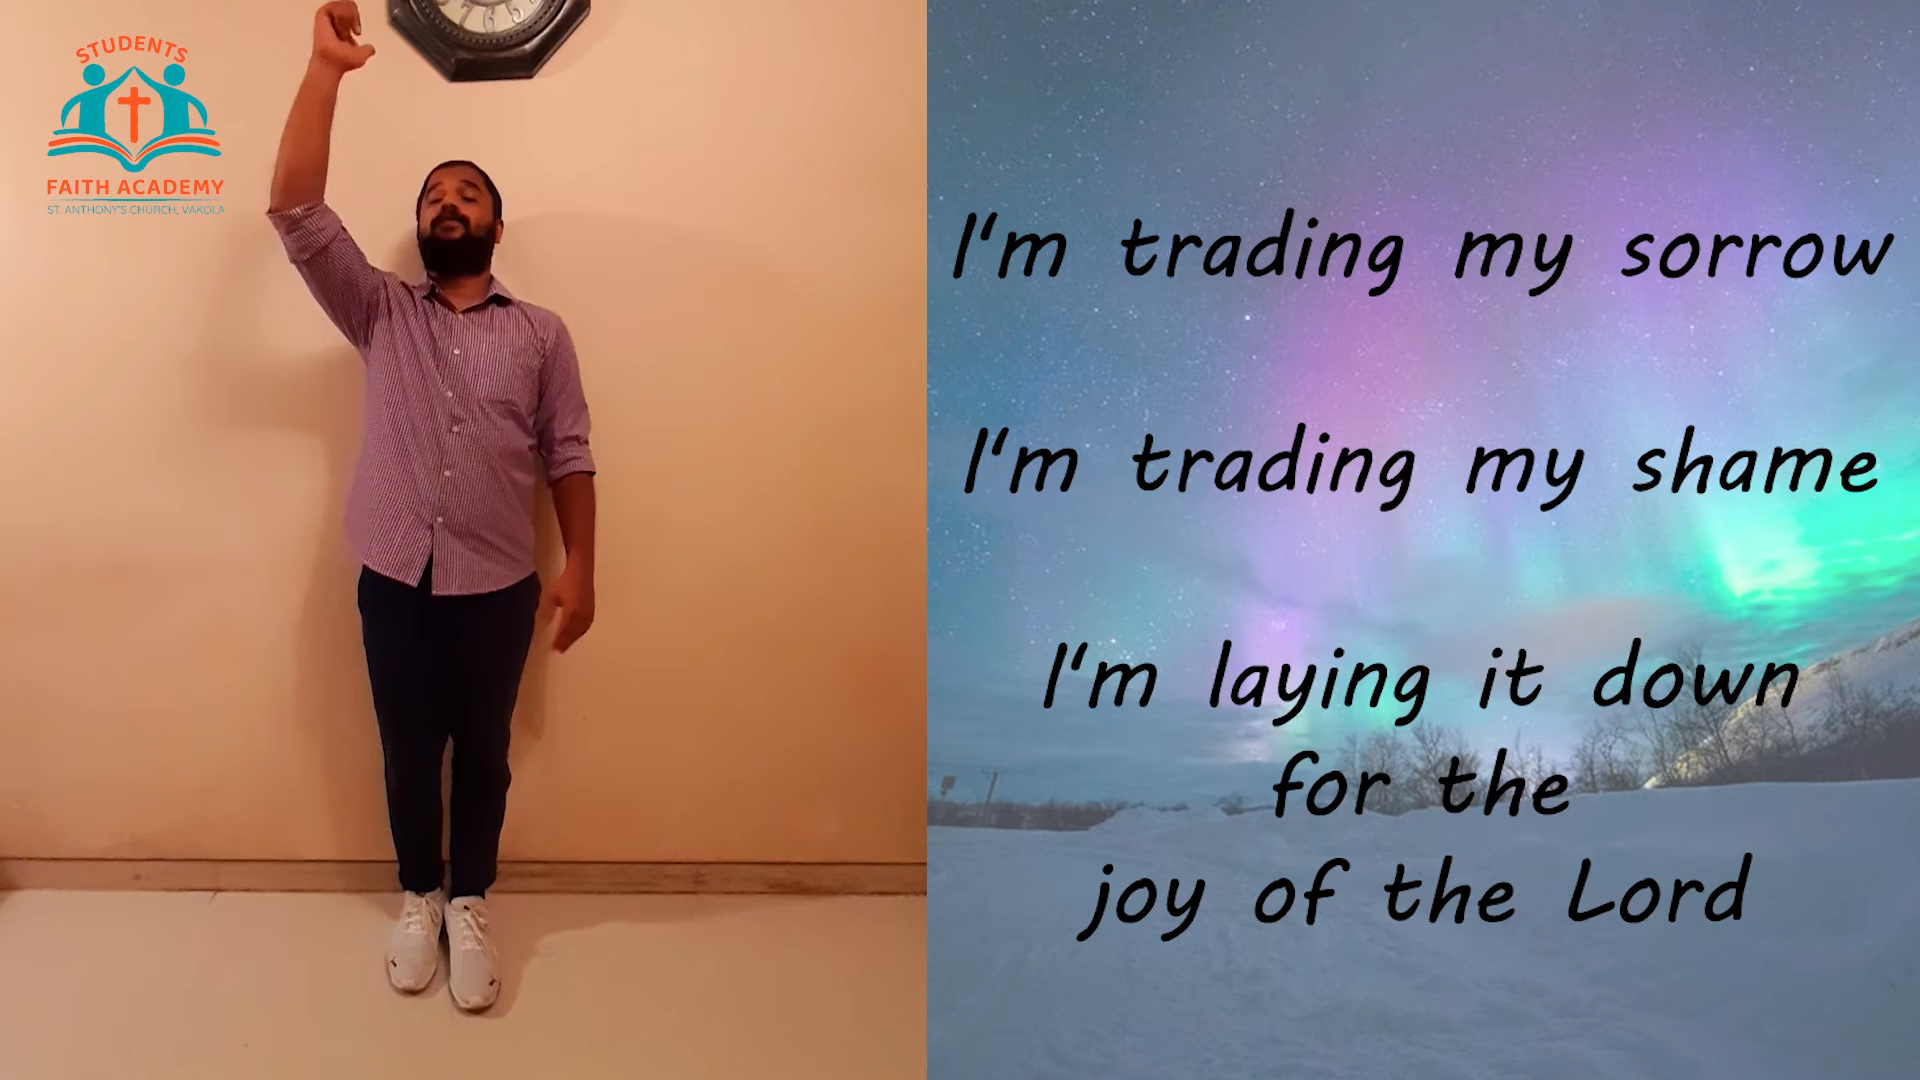 STUDENTS
FAITH ACADEMY
ST. ANTHONY'S CHURCH, VAKOLA
I'm trading my sorrow
I'm trading my shame
I'm laying it down
for the
joy of the Lord